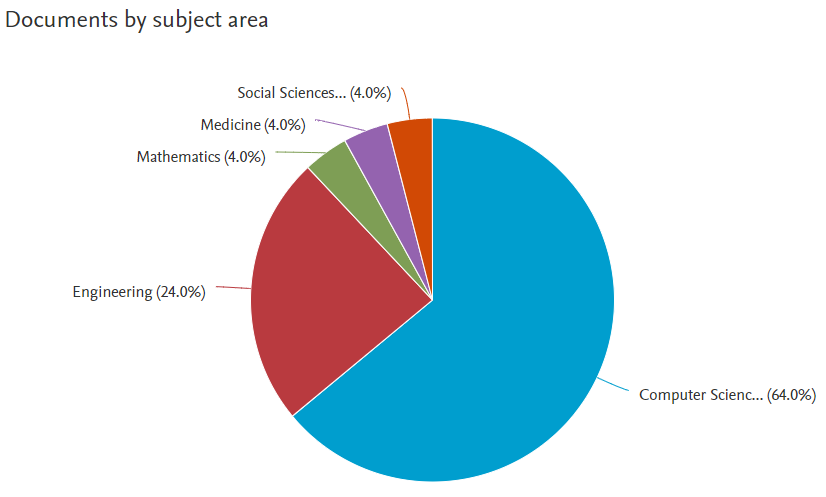 Documents by subject area
Social Sciences... (4.0%)
Medicine (4.0%)
Mathematics (4.0%)
Engineering (24.0%)
Computer Scienc... (64.0%)